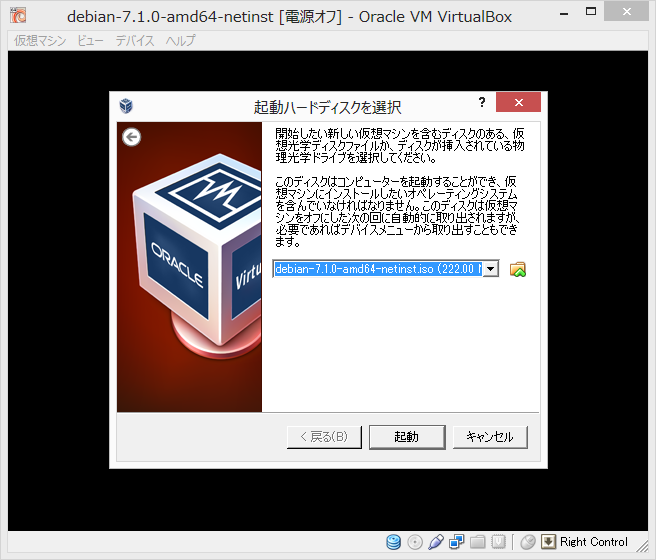 debian-7.1.0-amd64-netinst [電源オフ] - Oracle VM VirtualBox
仮想マシン ビュー デバイス ヘルプ
起動ハードディスクを選択
開始したい新しい仮想マシンを含むディスクのある、仮
想光学ディスクファイルか、ディスクが挿入されている物
理光学ドライブを選択してください。
このディスクはコンピューターを起動することができ、仮
想マシンにインストールしたいオペレーティングシステム
を含んでいなければなりません。このディスクは仮想マ
シンをオフにした次の回に自動的に取り出されますが、
必要であればデバイスメニューから取り出すこともでき
ます。
ORACLE
Virtu
debian-7.1.0-amd64-netinst.iso (222.00
< 戻る(B)
起動
キャンセル
Right Control